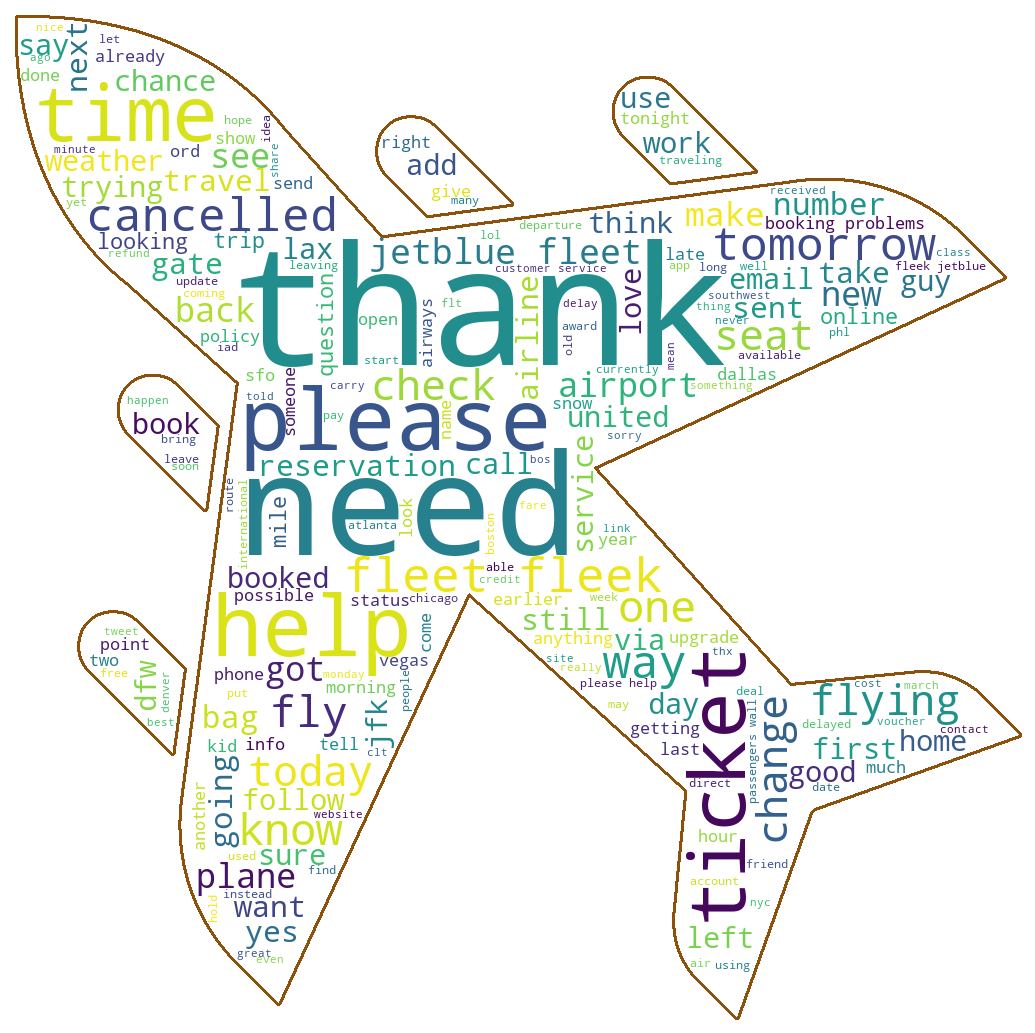 nice
let
say
ago
next
already
done
chance
time
hope
idea
minute
ord
show
share
weather
see
trying
travel
send
yet
cancelled
looking
trip
lax
refund
gate
leaving
update
coming
back
question
policy
iad
right
add
give
many
use
tonight
work
traveling
received
number
departure
think
make
booking problems
lol
jetblue fleet
tomorrow
late
class
customer service
app
long
well
fleek jetblue
love
email
take
guy
thank
southwest
new
thing
sent
online
never
seat
phl
available
flt
delay
award
open
airways
airline
old
mean
start
currently
sfo
someone
carry
check
airport
dallas
something
told
name
snow
united
please
pay
sorry
happen
book
bring
leave
soon
reservation
call
bos
service
route
international
mile
need
look
fare
atlanta
boston
link
year
booked
fleet
able
fleek
credit
possible
status
chicago
earlier
week
one
help
come
still
tweet
point
two
free
dfw
denver
best
anything
via
upgrade
phone
got
monday
vegas
site
really
way
thx
put
morning
people
please help
ticket
deal
cost
march
bag
fly
jfk
may
day
flying
kid
info
tell
clt
getting
last
change
passengers wall
delayed
voucher
contact
first
home
going
today
direct
good
much
another
follow
date
know
website
used
sure
find
hour
plane
friend
instead
account
hold
want
nyc
yes
left
great
even
air
using